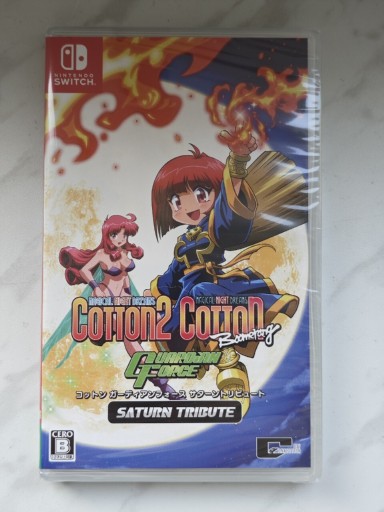 NINTENDO
SWITCH
MAGICAL NIGHT DREAMS
COTTON2
MAGICAL NIGHT DREAMS
COTTON
Boomerang
GUARDIAN
FORCE
コットン ガーディアンフォース サターントリビュート
SATURN TRIBUTE
CERO
B